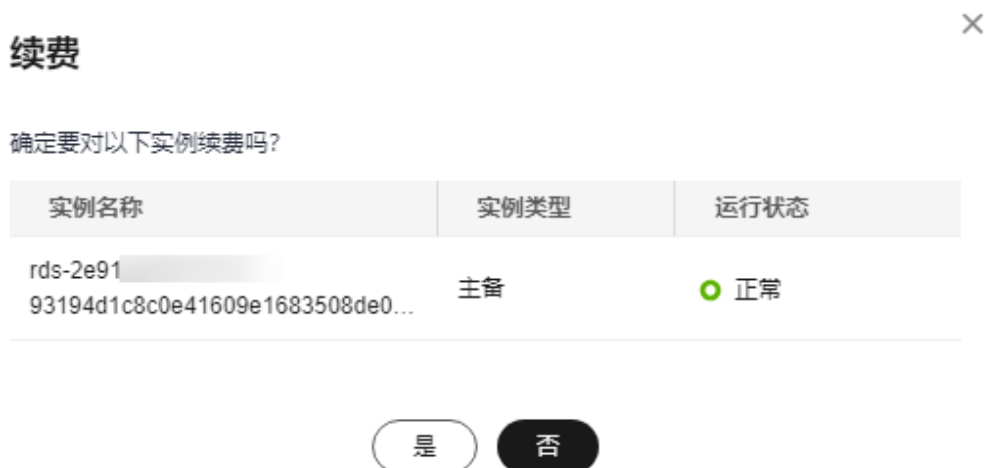 续费
确定要对以下实例续费吗?
实例名称 实例类型 运行状态
rds-2e91
93194d1c8c0e41609e1683508de0...
主备
正常
是 否